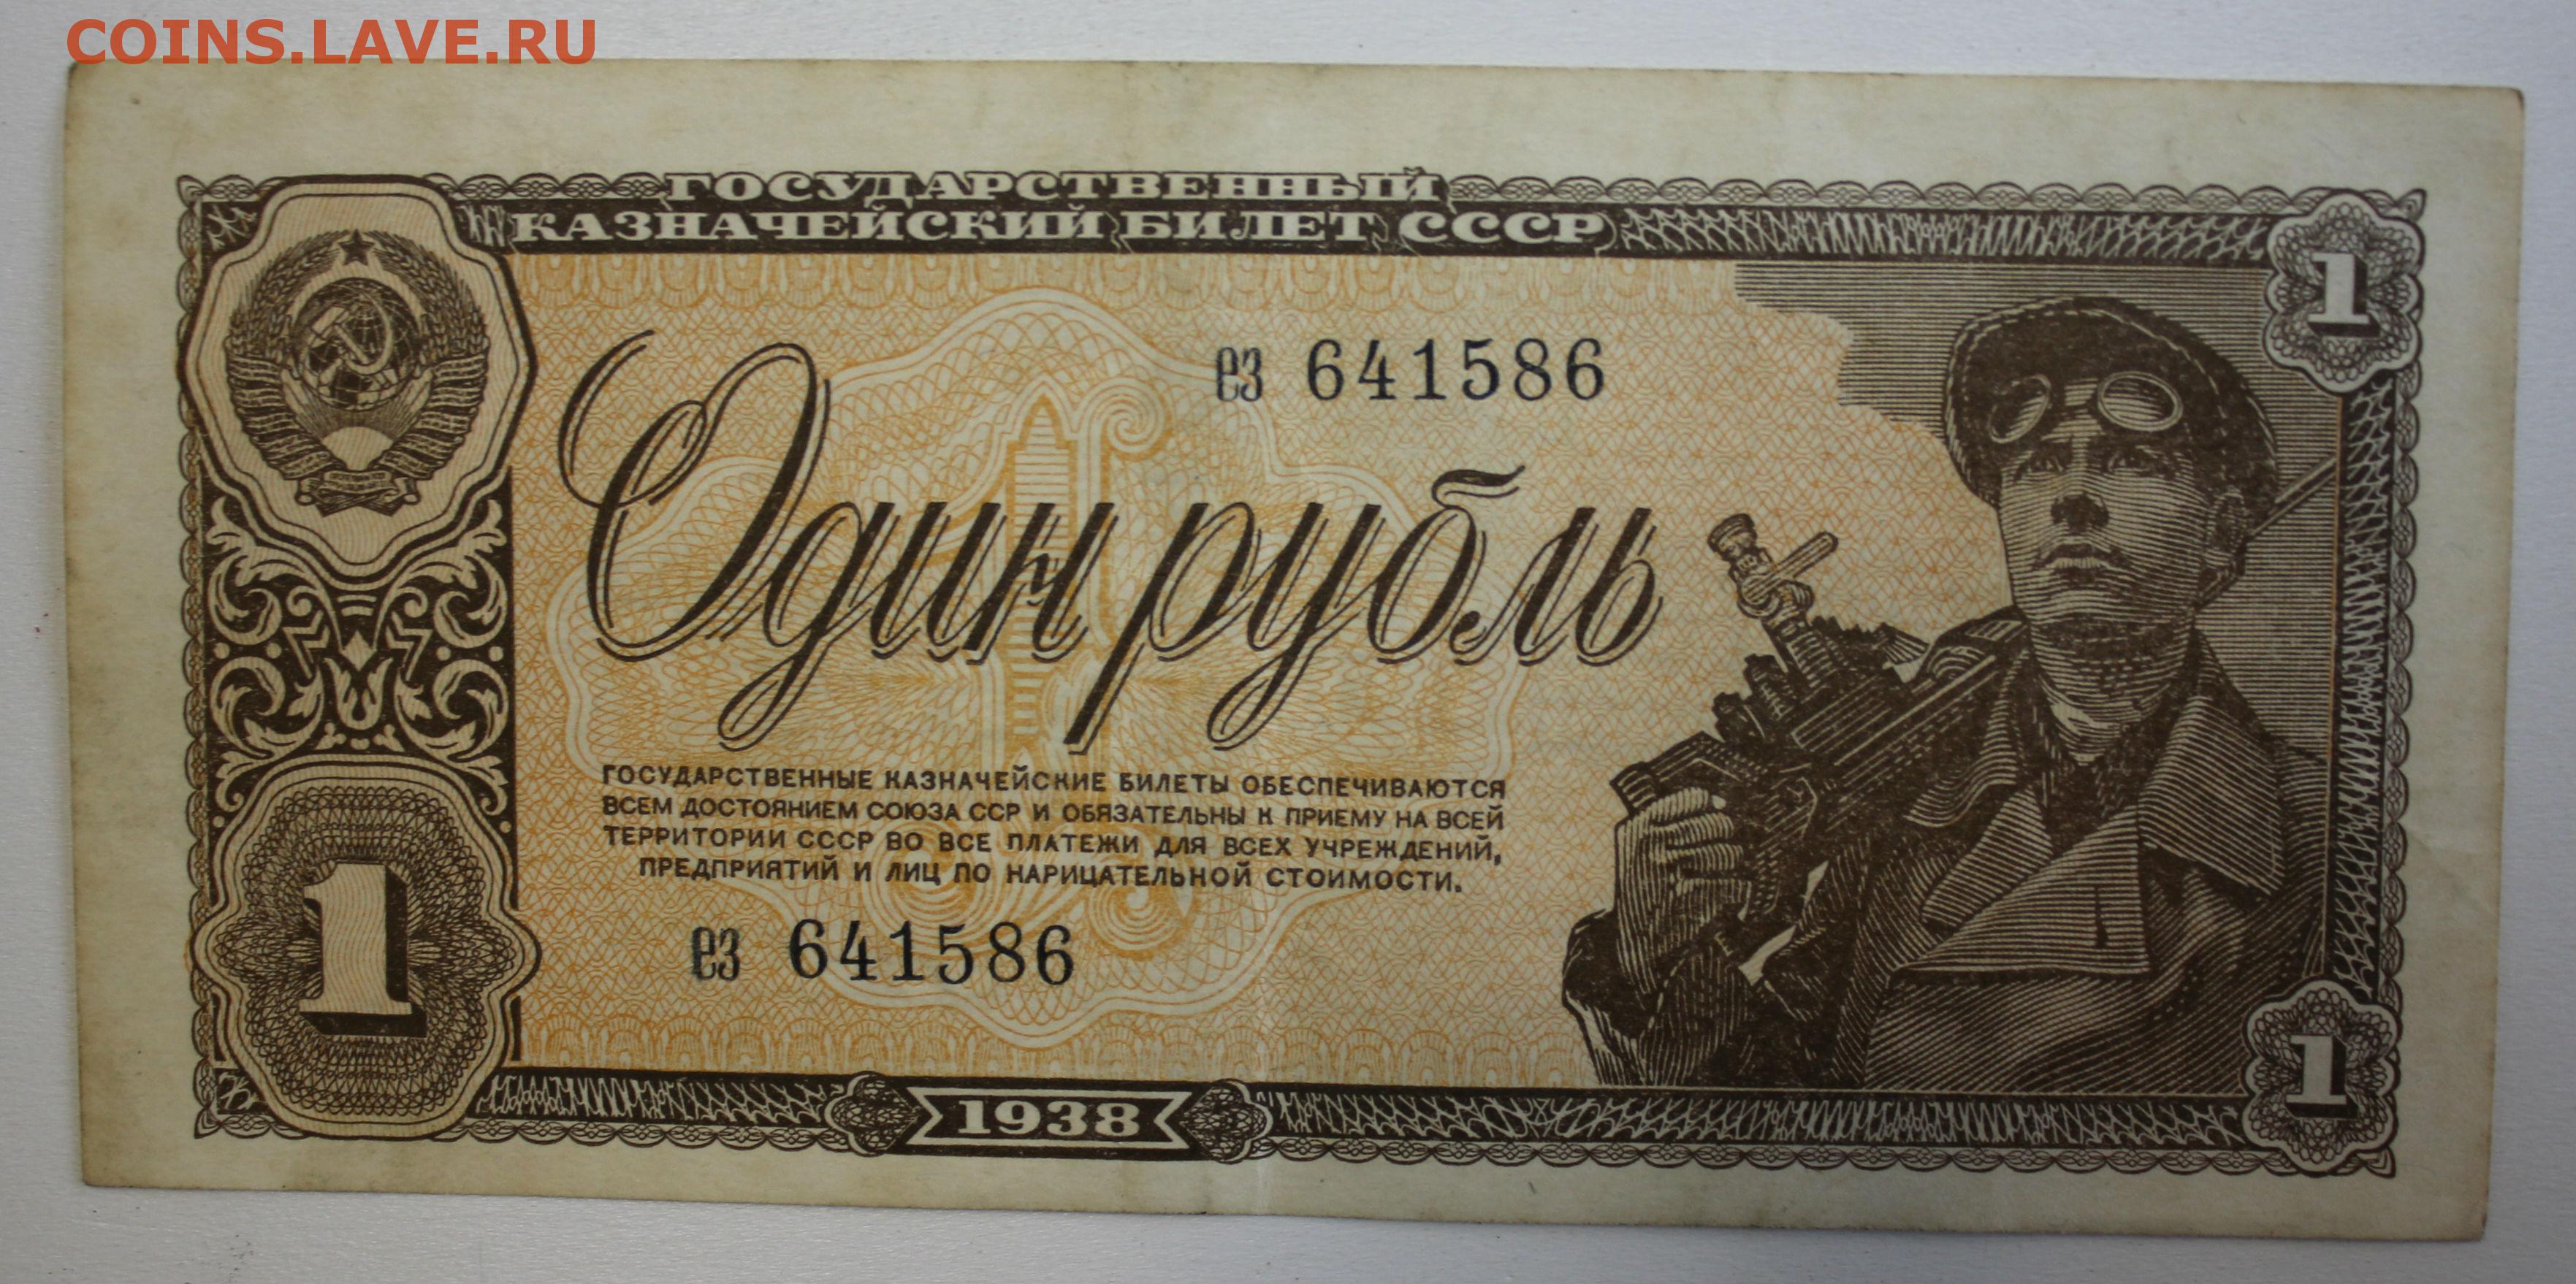 COINS.LAVE.RU
ГОСУДАРСТВЕННЫЙ
КАЗНАЧЕЙСКИЙ БИЛЕТ СССР
1
ез 641586
Один рубль
ГОСУДАРСТВЕННЫЕ КАЗНАЧЕЙСКИЕ БИЛЕТЫ ОБЕСПЕЧИВАЮТСЯ
ВСЕМ ДОСТОЯНИЕМ СОЮЗА ССР И ОБЯЗАТЕЛЬНЫ К ПРИЕМУ НА ВСЕЙ
ТЕРРИТОРИИ СССР ВО ВСЕ ПЛАТЕЖИ ДЛЯ ВСЕХ УЧРЕЖДЕНИЙ,
ПРЕДПРИЯТИЙ И ЛИЦ ПО НАРИЦАТЕЛЬНОЙ СТОИМОСТИ.
ез 641586
1
1
1938